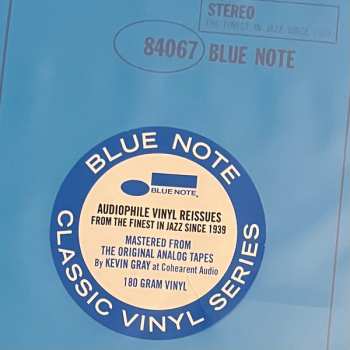 STEREO
THE FINEST IN JAZZ SINCE 1939
84067 BLUE NOTE
BLUE NOTE
BLUE NOTE
AUDIOPHILE VINYL REISSUES
FROM THE FINEST IN JAZZ SINCE 1939
MASTERED FROM
THE ORIGINAL ANALOG TAPES
By KEVIN GRAY at Cohearent Audio
180 GRAM VINYL
CLASSIC VINYL SERIES